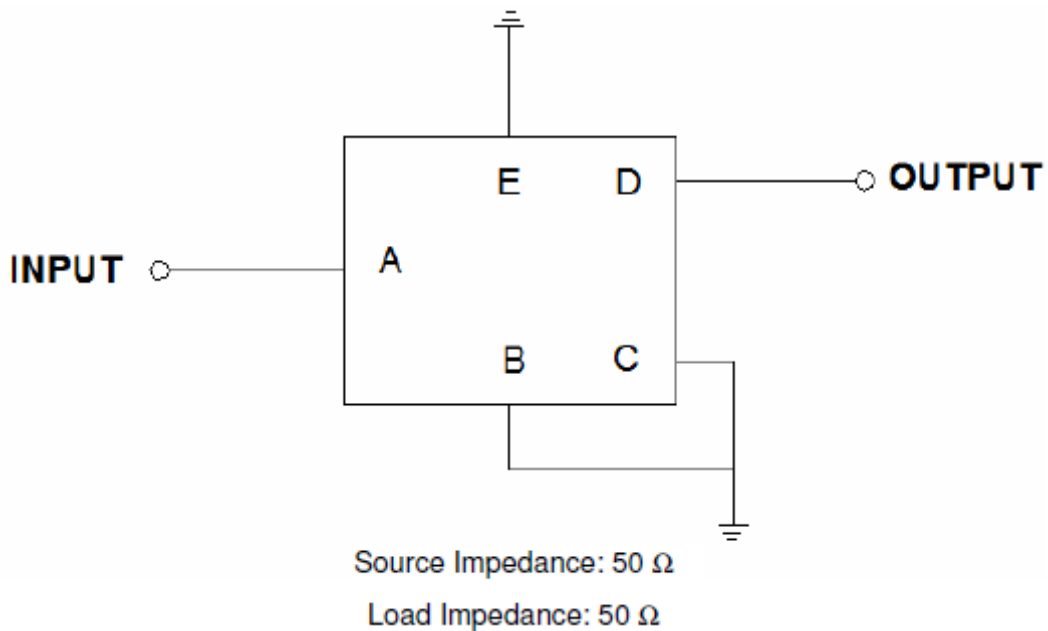 E D
OUTPUT
INPUT
A
B C
Source Impedance: 50 Ω
Load Impedance: 50 Ω